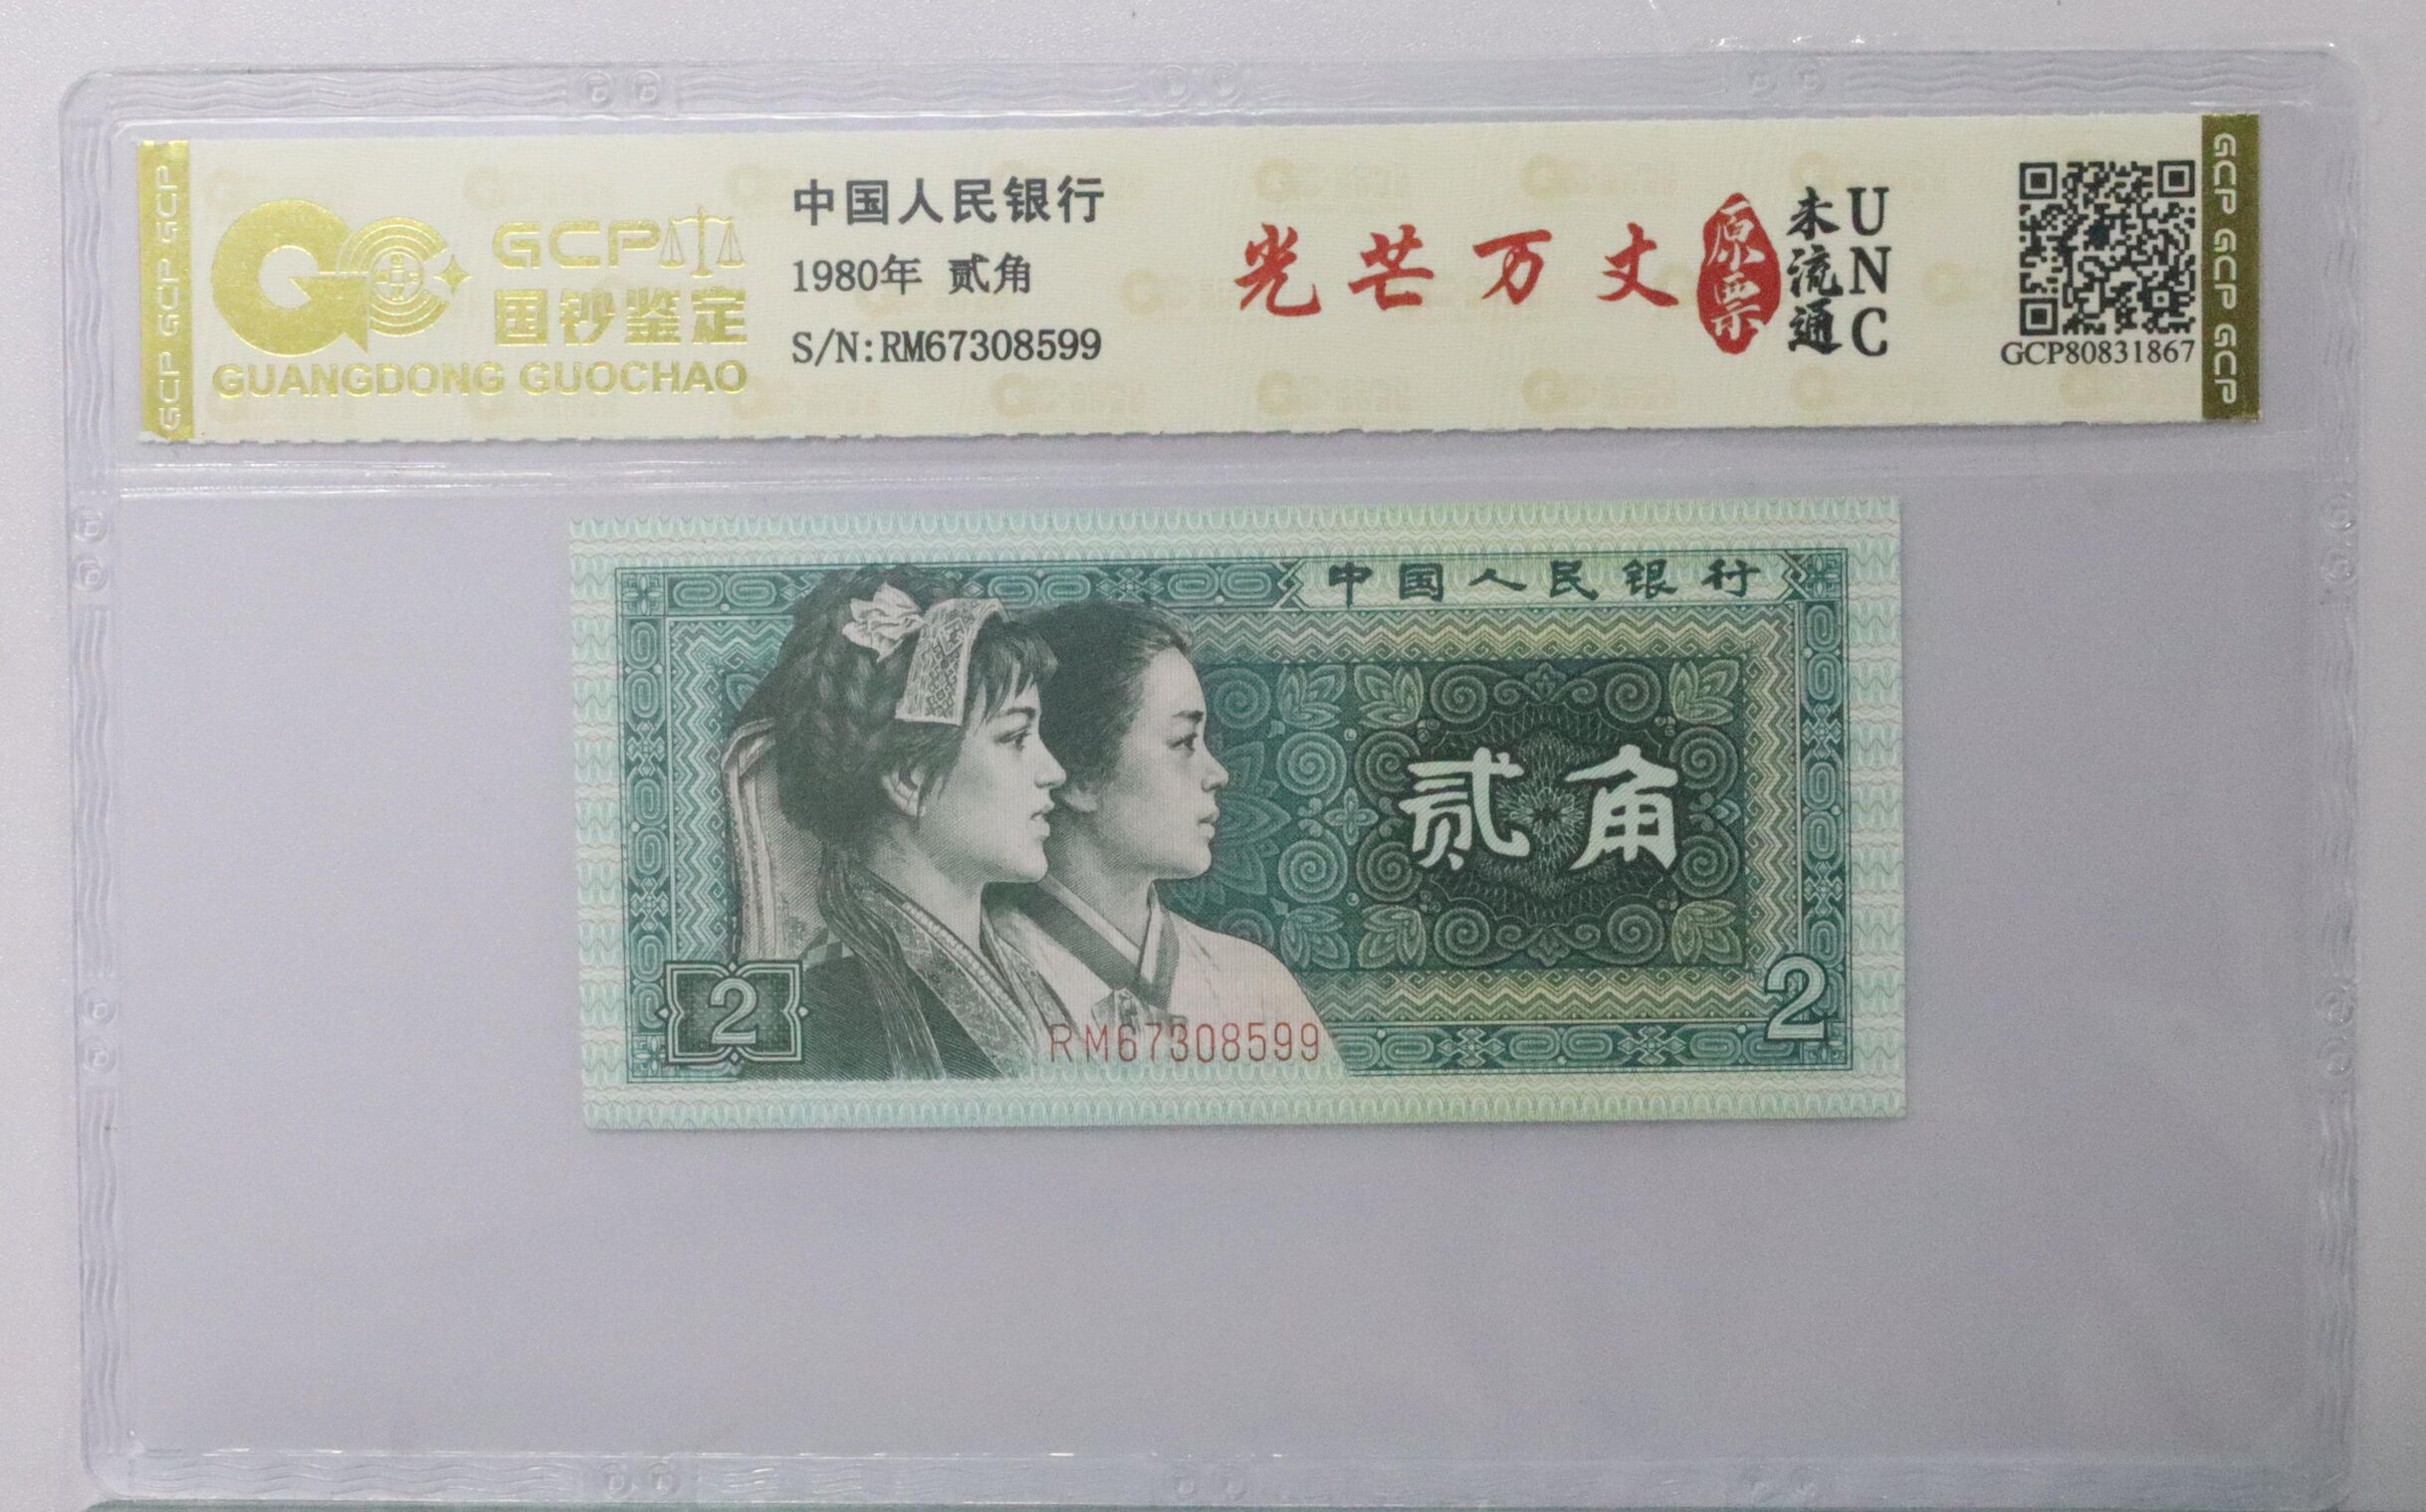 GCP GCP GCP
GCP
国钞鉴定
GUANGDONG GUOCHAO
中国人民银行
1980年 贰角
S/N:RM67308599
光芒万丈
原票
未流通
UNC
GCP80831867
GCP GCP GCP
中国人民银行
贰角
2
2
RM67308599